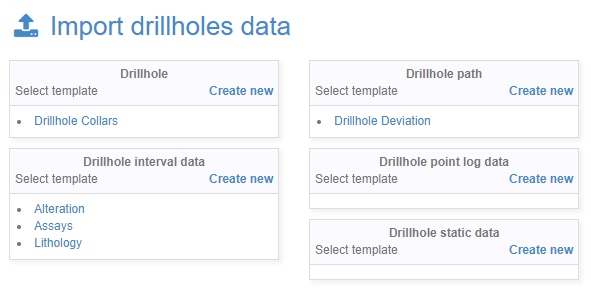 Import drillholes data
Drillhole
Select template Create new
Drillhole Collars
Drillhole interval data
Select template Create new
Alteration
Assays
Lithology
Drillhole path
Select template Create new
Drillhole Deviation
Drillhole point log data
Select template Create new
Drillhole static data
Select template Create new